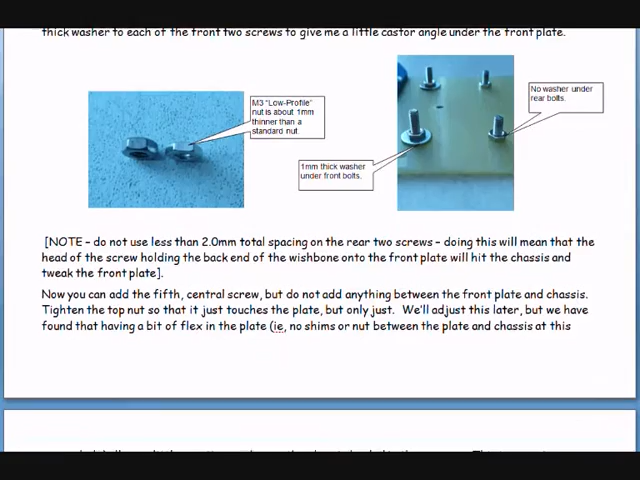 thick washer to each of the front two screws to give me a little castor angle under the front plate.
M3 "Low-Profile"
nut is about 1mm
thinner than a
standard nut.
No washer under
rear bolts.
1mm thick washer
under front bolts.
[NOTE – do not use less than 2.0mm total spacing on the rear two screws – doing this will mean that the
head of the screw holding the back end of the wishbone onto the front plate will hit the chassis and
tweak the front plate].
Now you can add the fifth, central screw, but do not add anything between the front plate and chassis.
Tighten the top nut so that it just touches the plate, but only just. We'll adjust this later, but we have
found that having a bit of flex in the plate (ie, no shims or nut between the plate and chassis at this